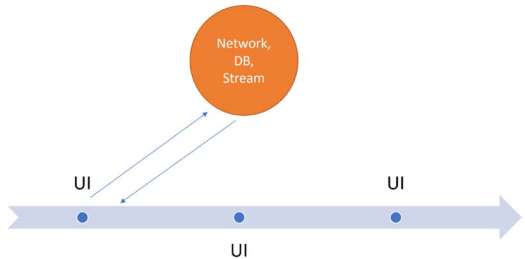 Network,
DB,
Stream
UI
UI
UI